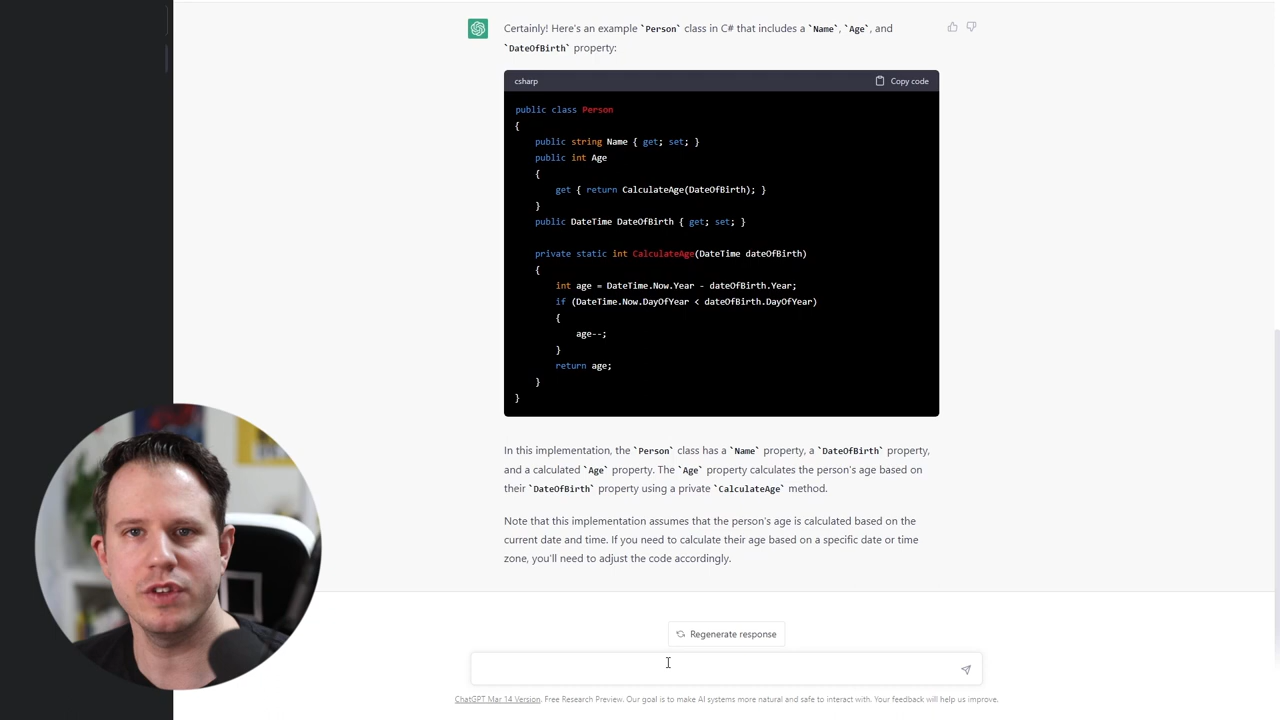 Certainly! Here's an example `Person` class in C# that includes a `Name`, `Age`, and
`DateOfBirth` property:
csharp
Copy code
public class Person
{
    public string Name { get; set; }
    public int Age
    {
        get { return CalculateAge(DateOfBirth); }
    }
    public DateTime DateOfBirth { get; set; }
    private static int CalculateAge(DateTime dateOfBirth)
    {
        int age = DateTime.Now.Year - dateOfBirth.Year;
        if (DateTime.Now.DayOfYear < dateOfBirth.DayOfYear)
        {
            age--;
        }
        return age;
    }
}
In this implementation, the `Person` class has a `Name` property, a `DateOfBirth` property,
and a calculated `Age` property. The `Age` property calculates the person's age based on
their `DateOfBirth` property using a private `CalculateAge` method.
Note that this implementation assumes that the person's age is calculated based on the
current date and time. If you need to calculate their age based on a specific date or time
zone, you'll need to adjust the code accordingly.
Regenerate response
ChatGPT Mar 14 Version. Free Research Preview. Our goal is to make AI systems more natural and safe to interact with. Your feedback will help us improve.